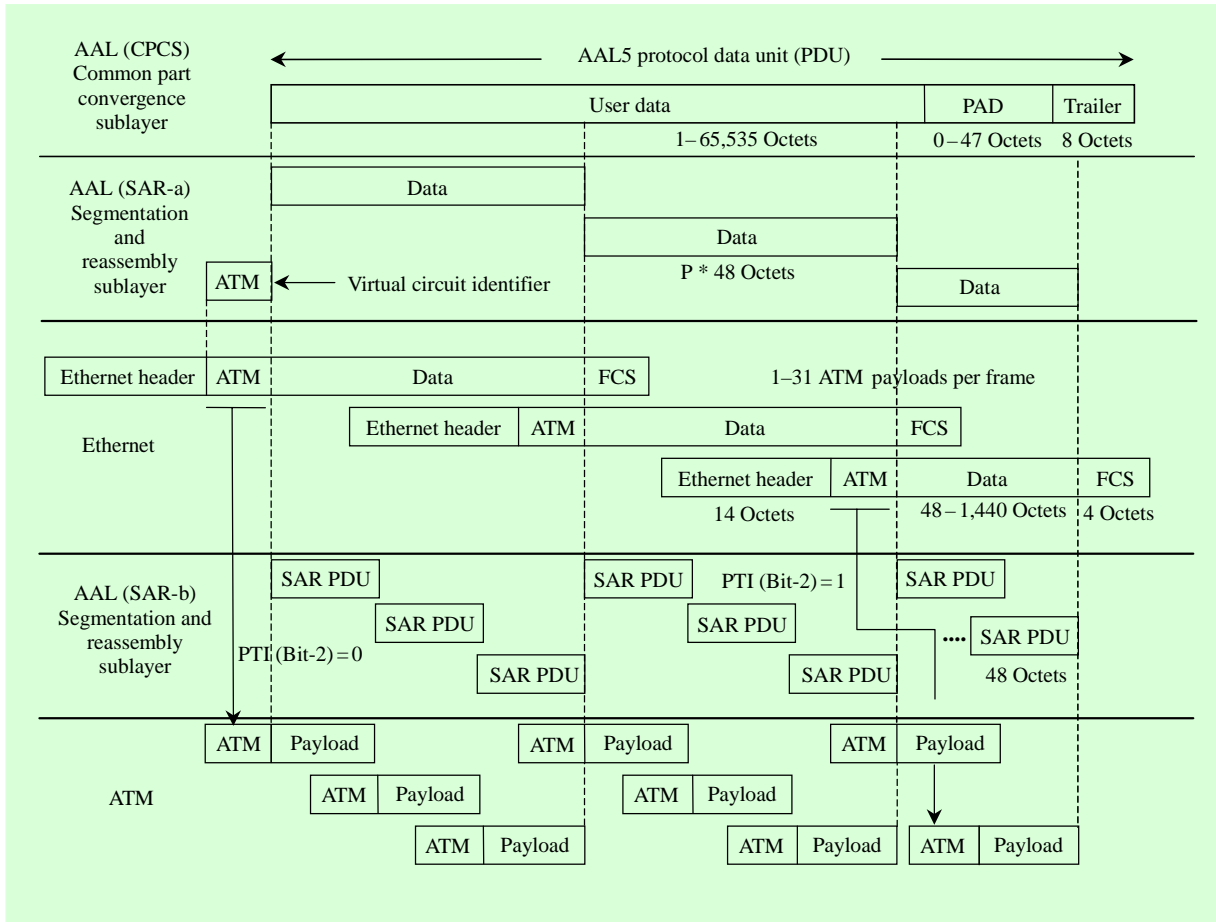 AAL (CPCS)
Common part
convergence
sublayer
AAL5 protocol data unit (PDU)
User data
PAD
Trailer
1–65,535 Octets
0–47 Octets
8 Octets
AAL (SAR-a)
Segmentation
and
reassembly
sublayer
Data
Data
P * 48 Octets
ATM
Virtual circuit identifier
Data
Ethernet
Ethernet header
ATM
Data
FCS
1–31 ATM payloads per frame
Ethernet header
ATM
Data
FCS
Ethernet header
ATM
Data
FCS
14 Octets
48–1,440 Octets
4 Octets
AAL (SAR-b)
Segmentation and
reassembly
sublayer
SAR PDU
SAR PDU
PTI (Bit-2) = 1
SAR PDU
SAR PDU
SAR PDU
.... SAR PDU
PTI (Bit-2) = 0
SAR PDU
SAR PDU
48 Octets
ATM
ATM
Payload
ATM
Payload
ATM
Payload
ATM
Payload
ATM
Payload
ATM
Payload
ATM
Payload
ATM
Payload